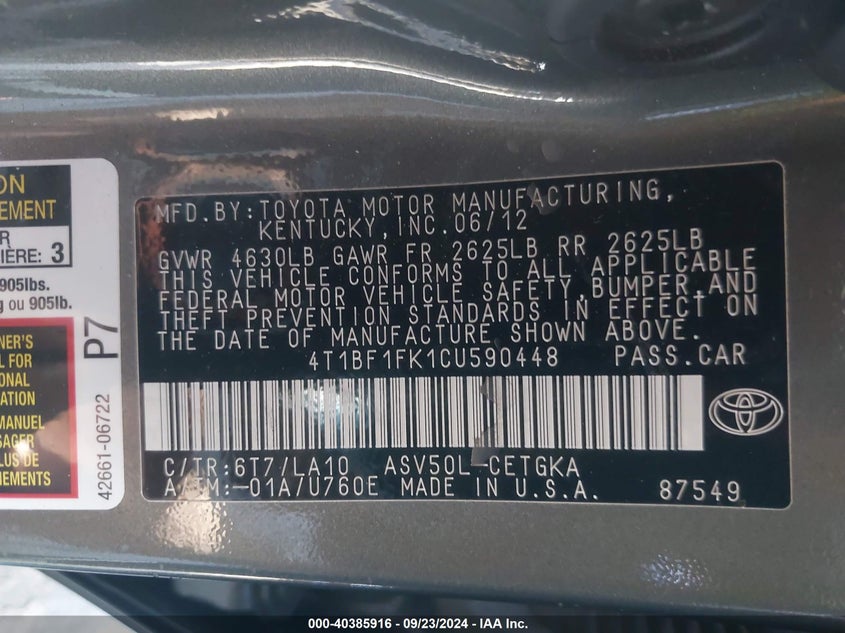 ON
EMENT
R
IÈRE: 3
905lbs.
g ou 905lb.
P7
NER'S
L FOR
ONAL
ATION
MANUEL
SAGER
LUS DE
NEMENTS
42661-06722
MFD.BY:TOYOTA MOTOR MANUFACTURING,
KENTUCKY,INC.06/12
GVWR 4630LB GAWR FR 2625LB RR 2625LB
THIS VEHICLE CONFORMS TO ALL APPLICABLE
FEDERAL MOTOR VEHICLE SAFETY,BUMPER,AND
THEFT PREVENTION STANDARDS IN EFFECT ON
THE DATE OF MANUFACTURE SHOWN ABOVE.
4T1BF1FK1CU590448 PASS.CAR
C/TR:6T7/LA10 ASV50L-CETGKA
A/TM:-01A/U760E MADE IN U.S.A. 87549
000-40385916 - 09/23/2024 - IAA Inc.